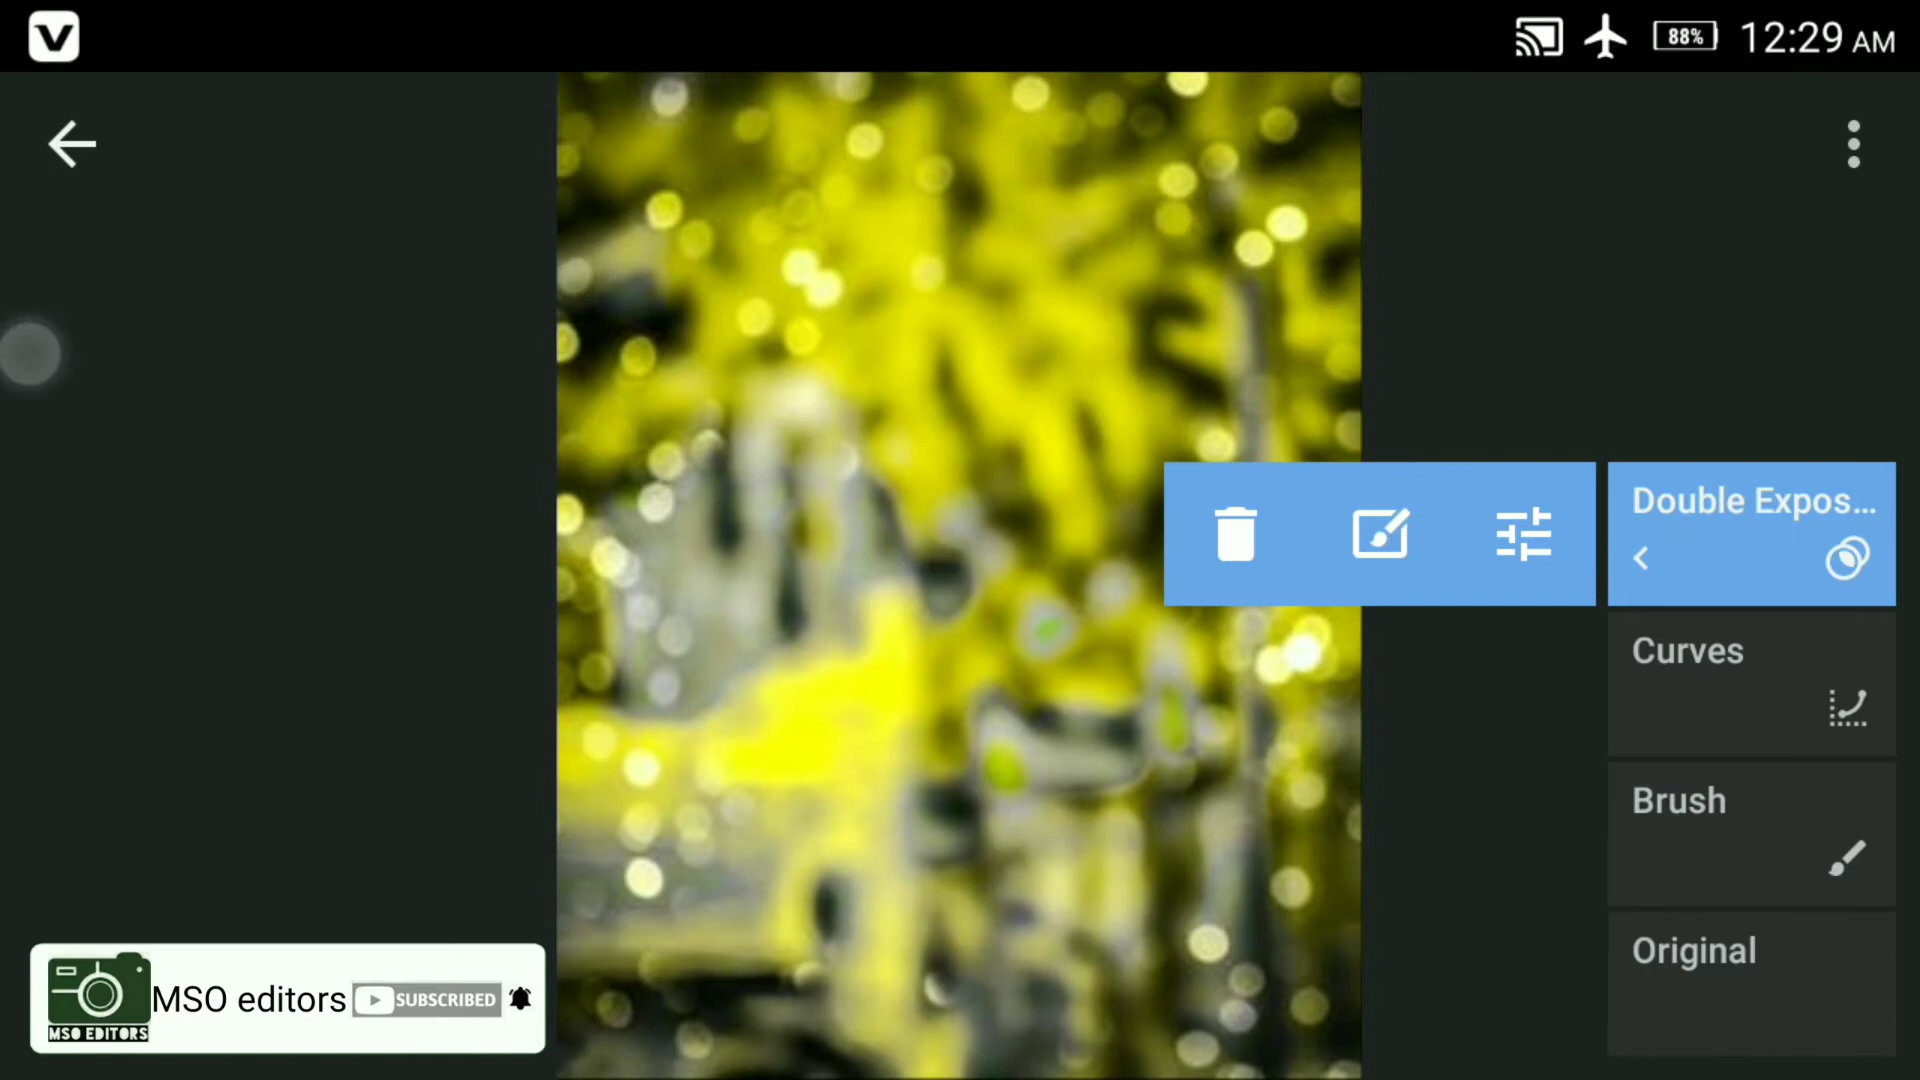 V
88%
12:29 AM
Double Expos...
Curves
Brush
Original
MSO editors
SUBSCRIBED
MSO EDITORS